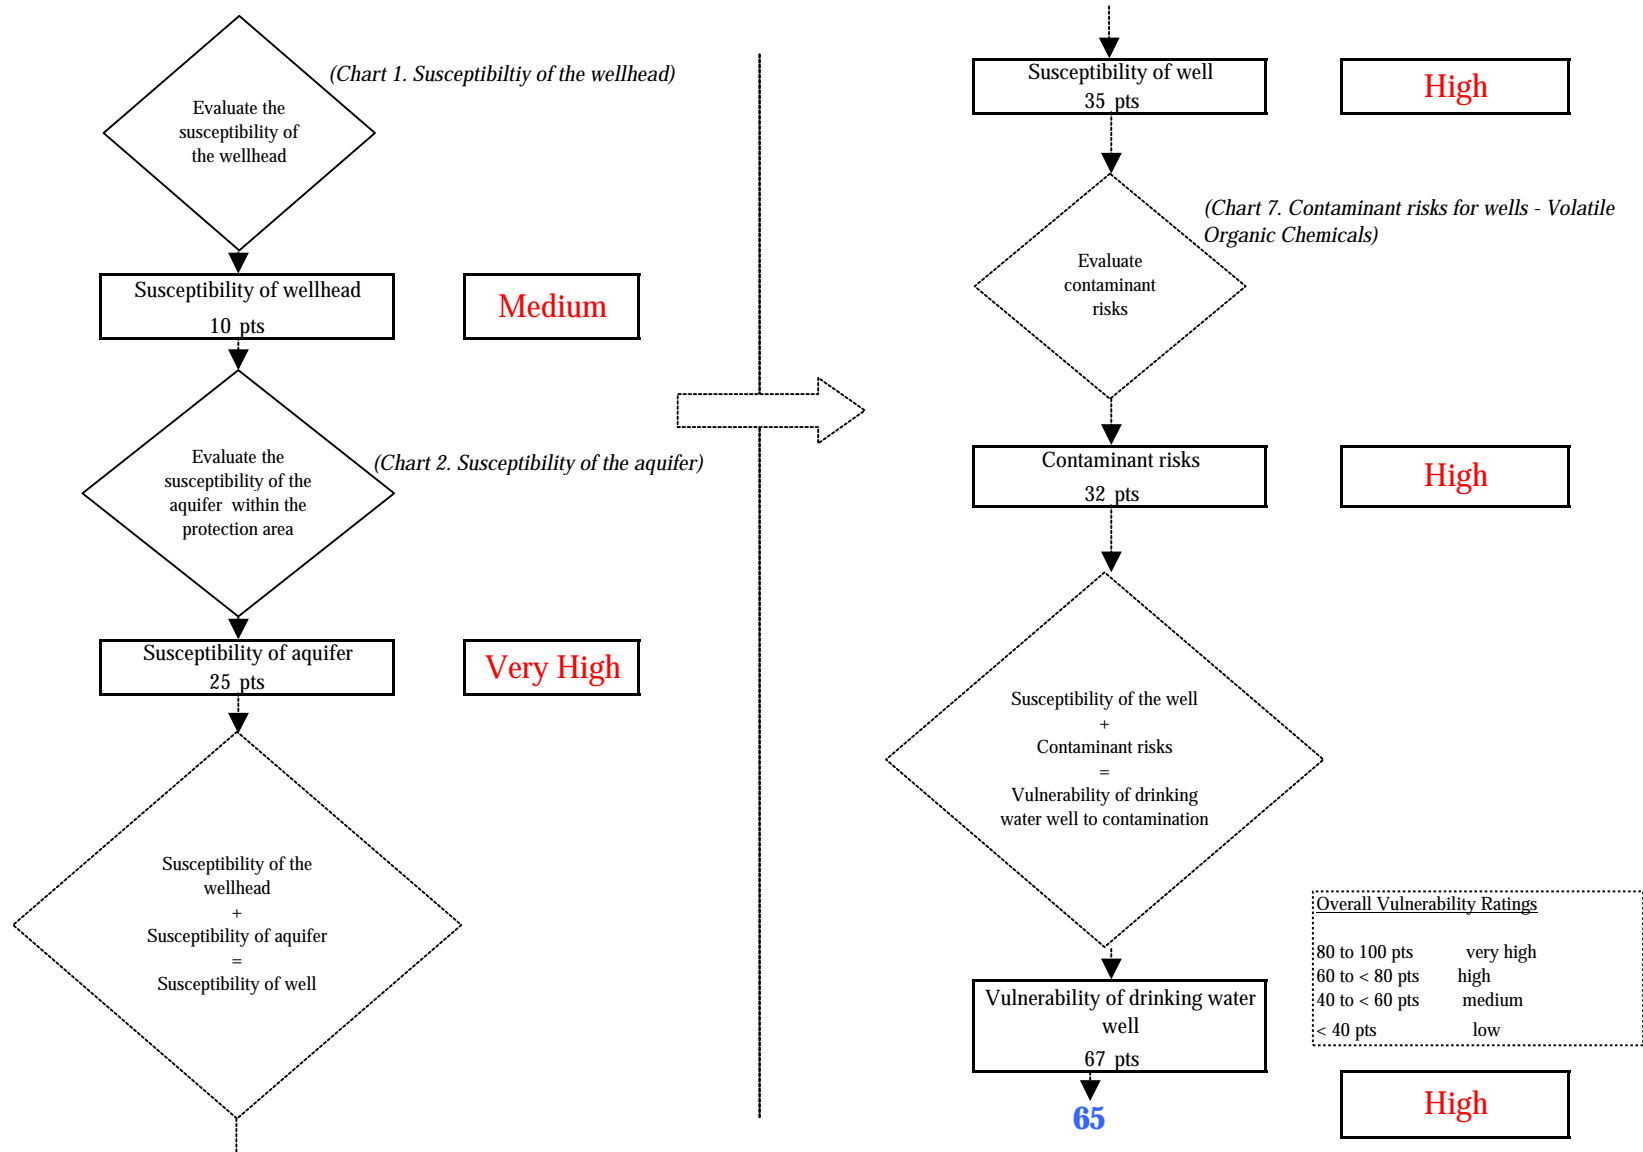 Evaluate the
susceptibility of
the wellhead
(Chart 1. Susceptibiltiy of the wellhead)
Susceptibility of wellhead
10 pts
Medium
Evaluate the
susceptibility of the
aquifer within the
protection area
(Chart 2. Susceptibility of the aquifer)
Susceptibility of aquifer
25 pts
Very High
Susceptibility of the
wellhead
+
Susceptibility of aquifer
=
Susceptibility of well
Susceptibility of well
35 pts
High
(Chart 7. Contaminant risks for wells - Volatile
Organic Chemicals)
Evaluate
contaminant
risks
Contaminant risks
32 pts
High
Susceptibility of the well
+
Contaminant risks
=
Vulnerability of drinking
water well to contamination
Overall Vulnerability Ratings
80 to 100 pts very high
60 to < 80 pts high
40 to < 60 pts medium
< 40 pts low
Vulnerability of drinking water
well
67 pts
65
High